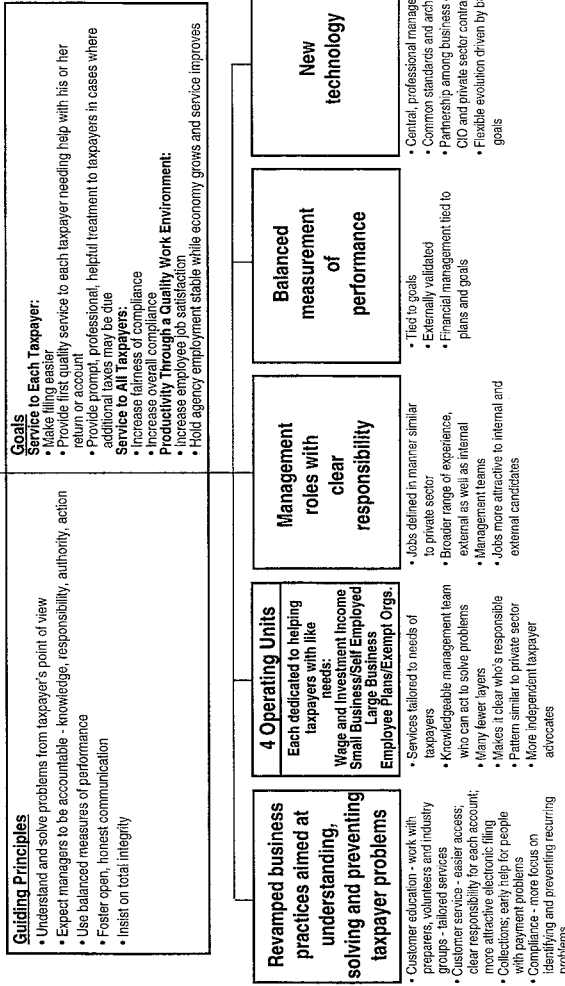 Guiding Principles
• Understand and solve problems from taxpayer's point of view
• Expect managers to be accountable - knowledge, responsibility, authority, action
• Use balanced measures of performance
• Foster open, honest communication
• Insist on total integrity
Goals
Service to Each Taxpayer:
• Make filing easier
• Provide first quality service to each taxpayer needing help with his or her
return or account
• Provide prompt, professional, helpful treatment to taxpayers in cases where
additional taxes may be due
Service to All Taxpayers:
• Increase fairness of compliance
• Increase overall compliance
Productivity Through a Quality Work Environment:
• Increase employee job satisfaction
• Hold agency employment stable while economy grows and service improves
Revamped business
practices aimed at
understanding,
solving and preventing
taxpayer problems
• Customer education - work with
preparers, volunteers and industry
groups - tailored services
• Customer service - easier access;
clear responsibility for each account;
more attractive electronic filing
• Collections; early help for people
with payment problems
• Compliance - more focus on
identifying and preventing recurring
problems
4 Operating Units
Each dedicated to helping
taxpayers with like
needs:
Wage and Investment Income
Small Business/Self Employed
Large Business
Employee Plans/Exempt Orgs.
• Services tailored to needs of
taxpayers
• Knowledgeable management team
who can act to solve problems
• Many fewer layers
• Makes it clear who's responsible
• Pattern similar to private sector
• More independent taxpayer
advocates
Management
roles with
clear
responsibility
• Jobs defined in manner similar
to private sector
• Broader range of experience,
external as well as internal
• Management teams
• Jobs more attractive to internal and
external candidates
Balanced
measurement
of
performance
• Tied to goals
• Externally validated
• Financial management tied to
plans and goals
New
technology
• Central, professional manage
• Common standards and arch
• Partnership among business
CIO and private sector contra
• Flexible evolution driven by b
goals